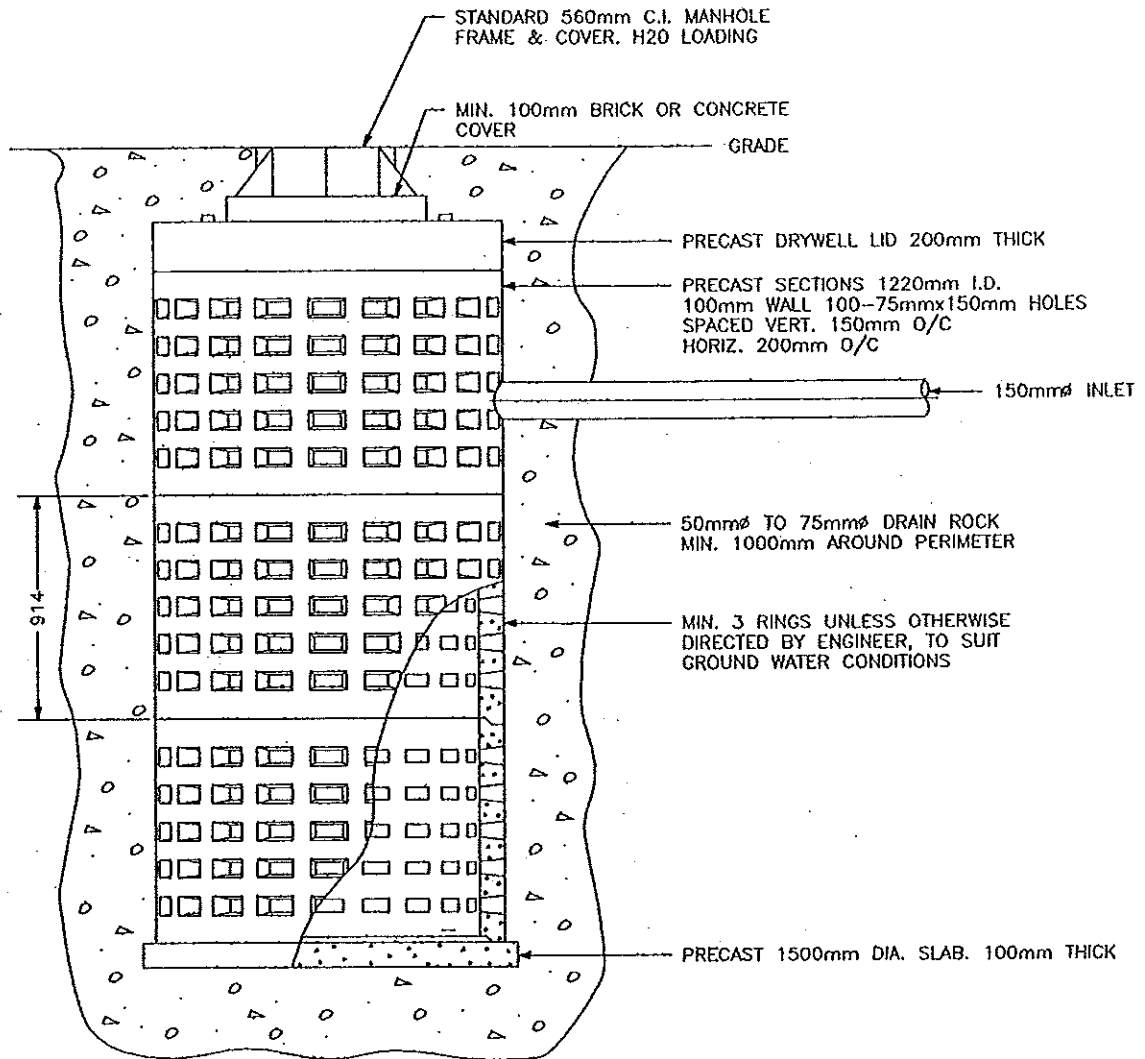 STANDARD 560mm C.I. MANHOLE
FRAME & COVER. H20 LOADING
MIN. 100mm BRICK OR CONCRETE
COVER
GRADE
PRECAST DRYWELL LID 200mm THICK
PRECAST SECTIONS 1220mm I.D.
100mm WALL 100-75mmx150mm HOLES
SPACED VERT. 150mm O/C
HORIZ. 200mm O/C
150mmø INLET
50mmø TO 75mmø DRAIN ROCK
MIN. 1000mm AROUND PERIMETER
914
MIN. 3 RINGS UNLESS OTHERWISE
DIRECTED BY ENGINEER, TO SUIT
GROUND WATER CONDITIONS
PRECAST 1500mm DIA. SLAB. 100mm THICK